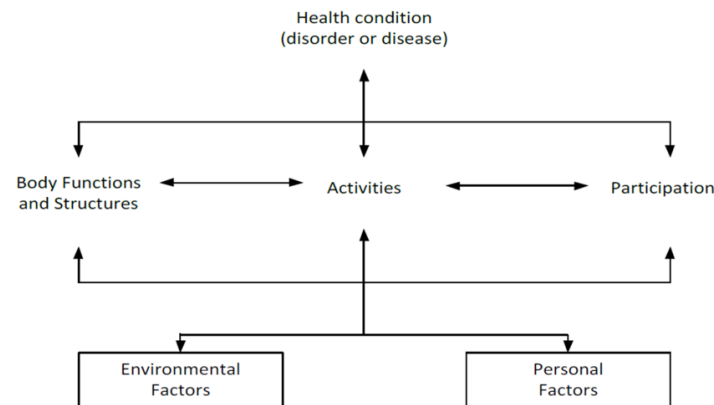 Health condition
(disorder or disease)
Body Functions
and Structures
Activities
Participation
Environmental
Factors
Personal
Factors